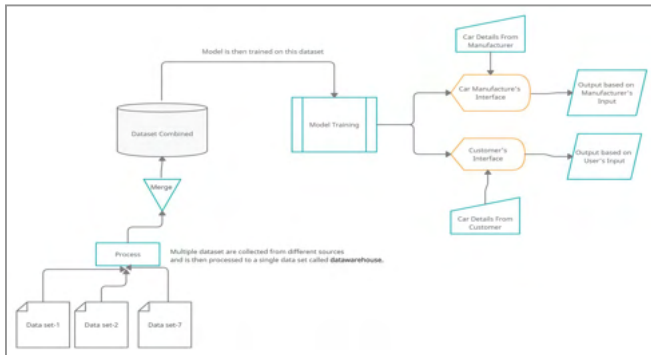 Car Details From
Manufacturer
Model is then trained on this dataset
Car Manufacture's
Interface
Output based on
Manufacturer's
Input
Dataset Combined
Model Training
Customer's
Interface
Output based on
User's Input
Merge
Car Details From
Customer
Process
Multiple dataset are collected from different sources
and is then processed to a single data set called datawarehouse.
Data set-1
Data set-2
Data set-7